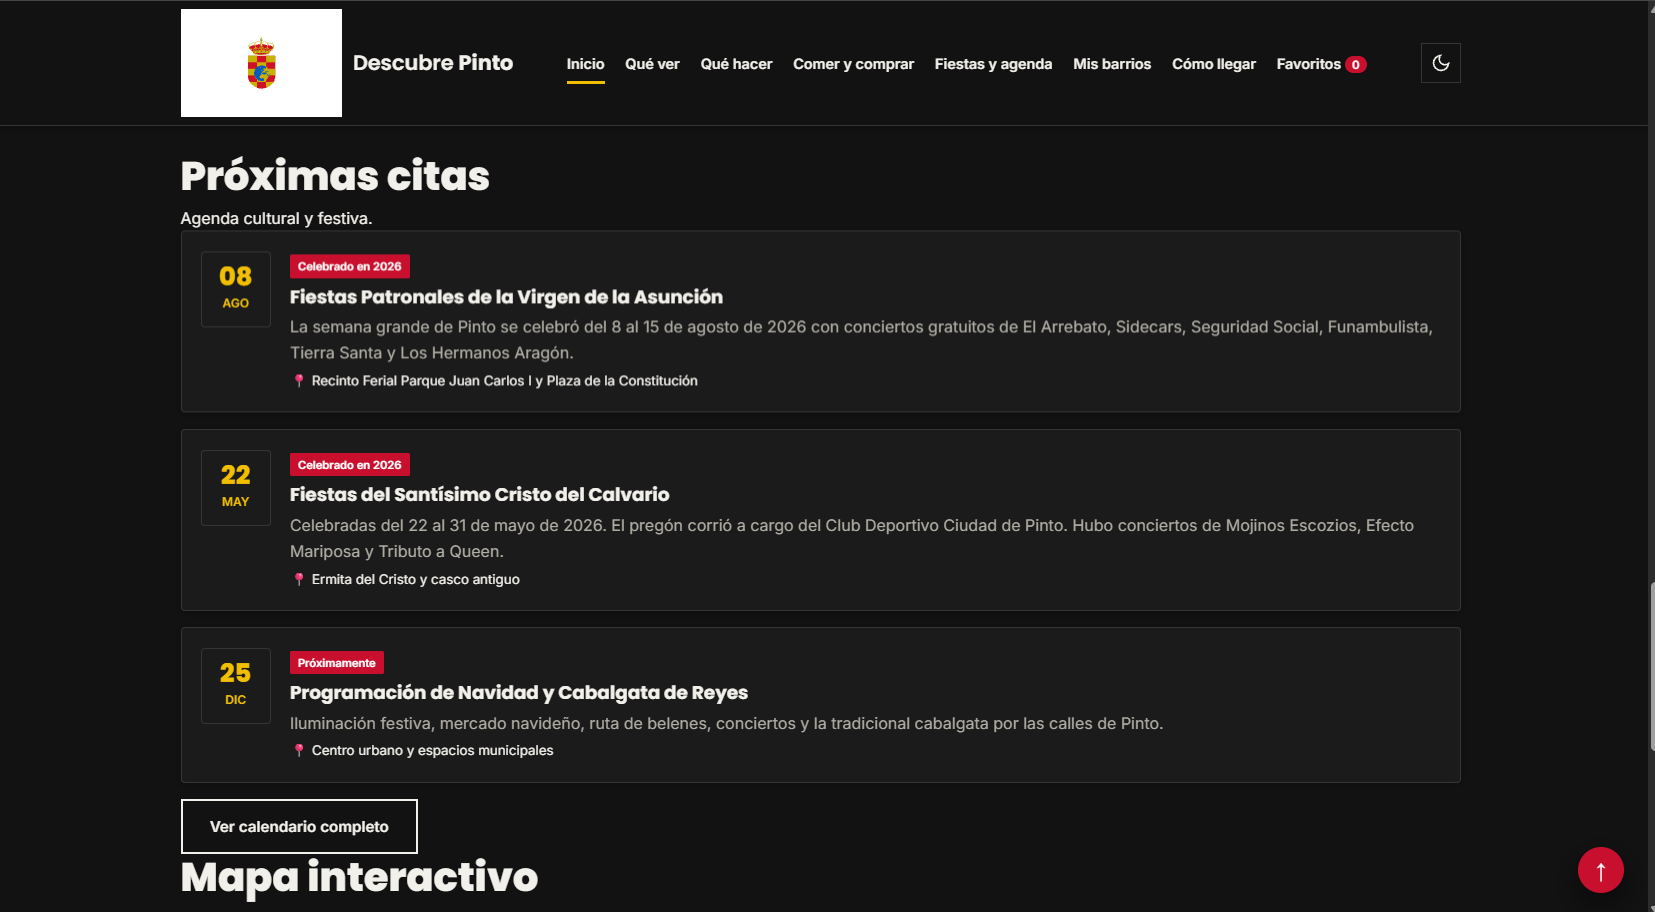 Descubre Pinto
Inicio
Qué ver
Qué hacer
Comer y comprar
Fiestas y agenda
Mis barrios
Cómo llegar
Favoritos 0
Próximas citas
Agenda cultural y festiva.
08
AGO
Celebrado en 2026
Fiestas Patronales de la Virgen de la Asunción
La semana grande de Pinto se celebró del 8 al 15 de agosto de 2026 con conciertos gratuitos de El Arrebato, Sidecars, Seguridad Social, Funambulista,
Tierra Santa y Los Hermanos Aragón.
Recinto Ferial Parque Juan Carlos I y Plaza de la Constitución
22
MAY
Celebrado en 2026
Fiestas del Santísimo Cristo del Calvario
Celebradas del 22 al 31 de mayo de 2026. El pregón corrió a cargo del Club Deportivo Ciudad de Pinto. Hubo conciertos de Mojinos Escozios, Efecto
Mariposa y Tributo a Queen.
Ermita del Cristo y casco antiguo
25
DIC
Próximamente
Programación de Navidad y Cabalgata de Reyes
Iluminación festiva, mercado navideño, ruta de belenes, conciertos y la tradicional cabalgata por las calles de Pinto.
Centro urbano y espacios municipales
Ver calendario completo
Mapa interactivo
↑